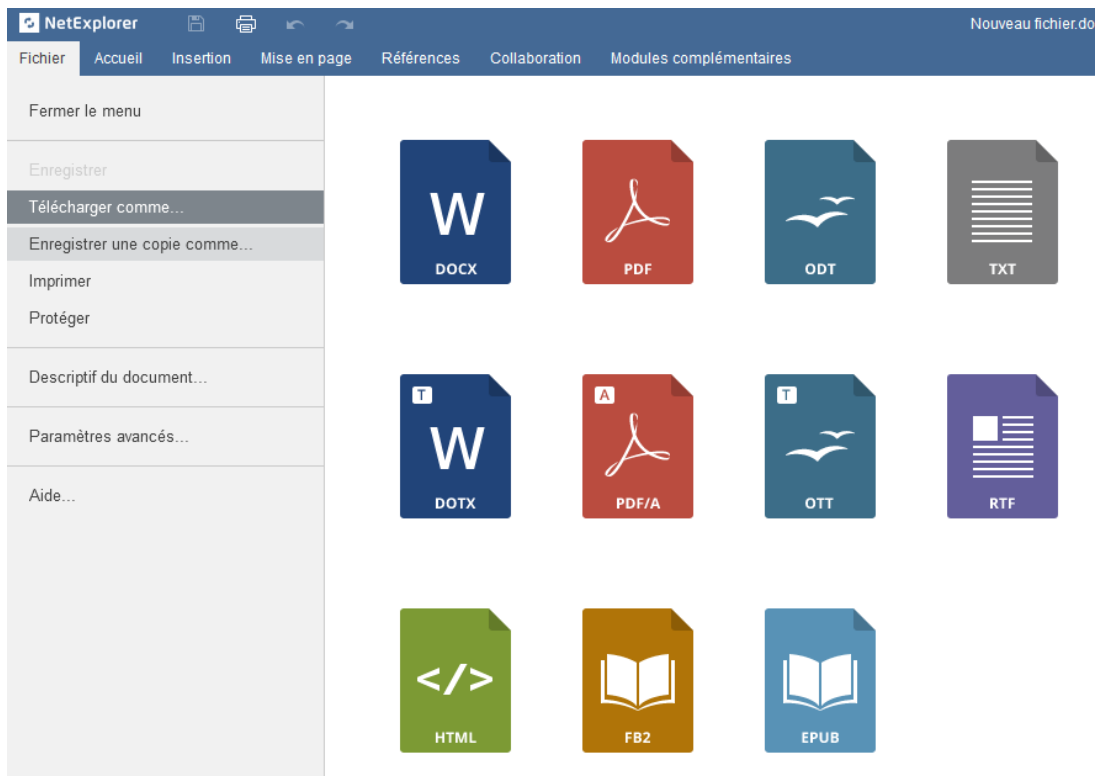 NetExplorer
Nouveau fichier.do
Fichier Accueil Insertion Mise en page Références Collaboration Modules complémentaires
Fermer le menu
Enregistrer
Télécharger comme...
Enregistrer une copie comme...
Imprimer
Protéger
Descriptif du document...
Paramètres avancés...
Aide...
W W
DOCX PDF ODT TXT
T A T
W
DOTX PDF/A OTT RTF
</>
HTML FB2 EPUB